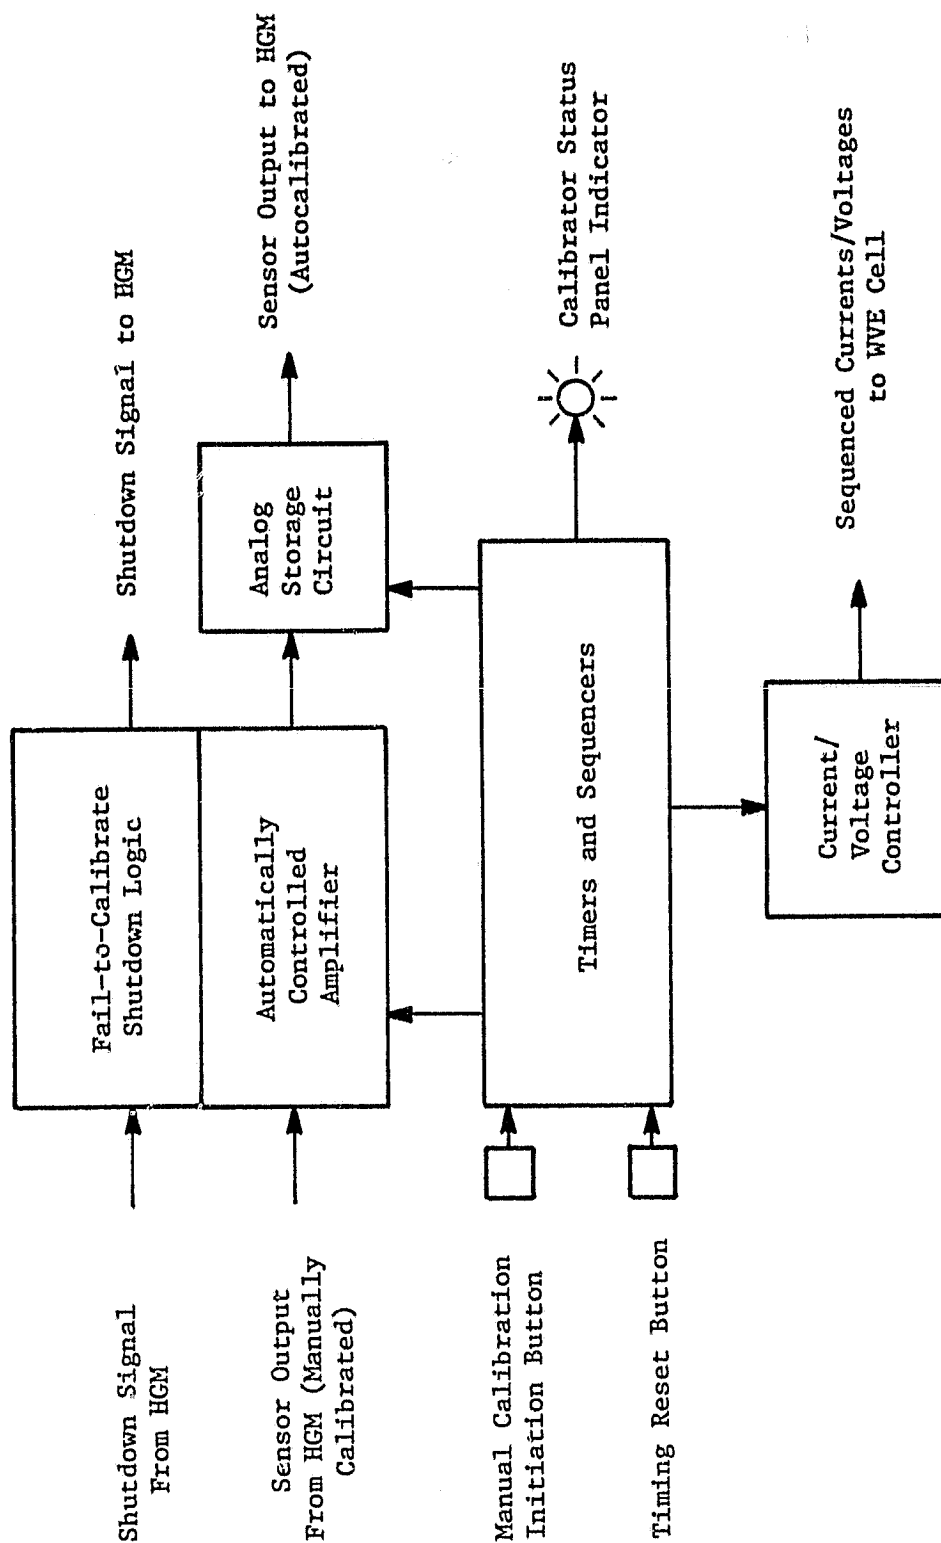 Shutdown Signal
From HGM
Fail-to-Calibrate
Shutdown Logic
Shutdown Signal to HGM
Sensor Output
From HGM (Manually
Calibrated)
Automatically
Controlled
Amplifier
Analog
Storage
Circuit
Sensor Output to HGM
(Autocalibrated)
Manual Calibration
Initiation Button
Timing Reset Button
Timers and Sequencers
Calibrator Status
Panel Indicator
Current/
Voltage
Controller
Sequenced Currents/Voltages
to WVE Cell